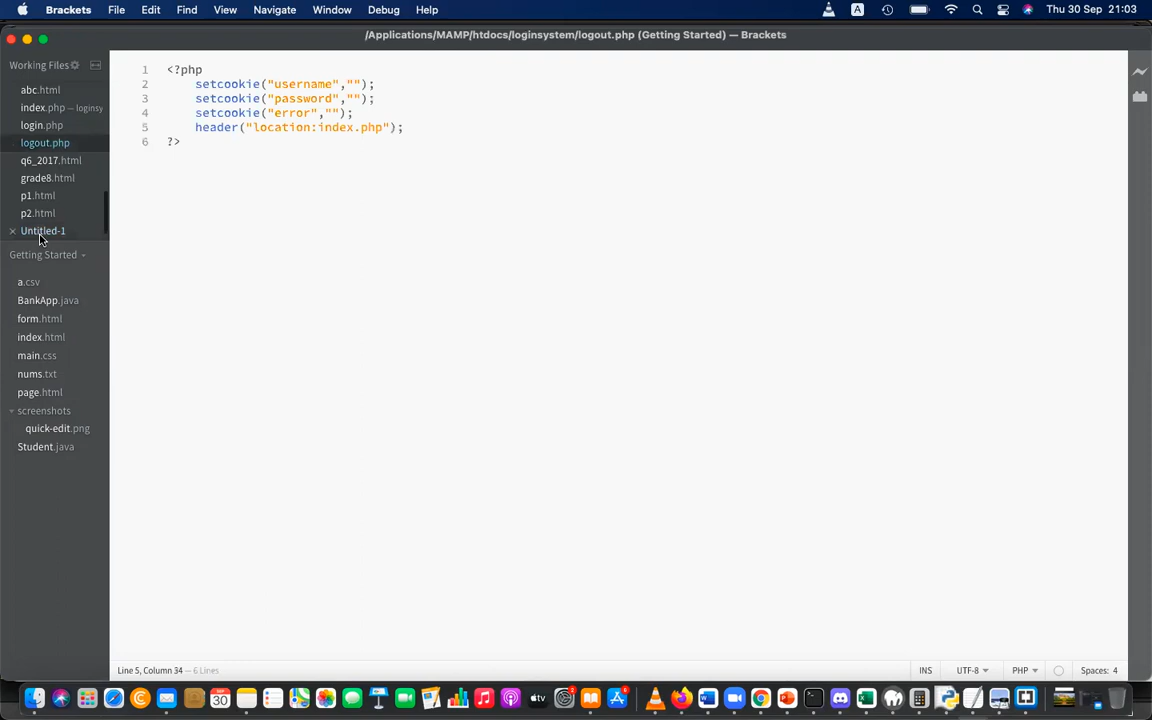 Brackets File Edit Find View Navigate Window Debug Help A Thu 30 Sep 21:03
/Applications/MAMP/htdocs/loginsystem/logout.php (Getting Started) — Brackets
Working Files
abc.html
index.php — loginsy
login.php
logout.php
q6_2017.html
grade8.html
p1.html
p2.html
× Untitled-1
Getting Started
a.csv
BankApp.java
form.html
index.html
main.css
nums.txt
page.html
screenshots
quick-edit.png
Student.java
1 <?php
2 setcookie("username","");
3 setcookie("password","");
4 setcookie("error","");
5 header("location:index.php");
6 ?>
Line 5, Column 34 — 6 Lines INS UTF-8 PHP Spaces: 4